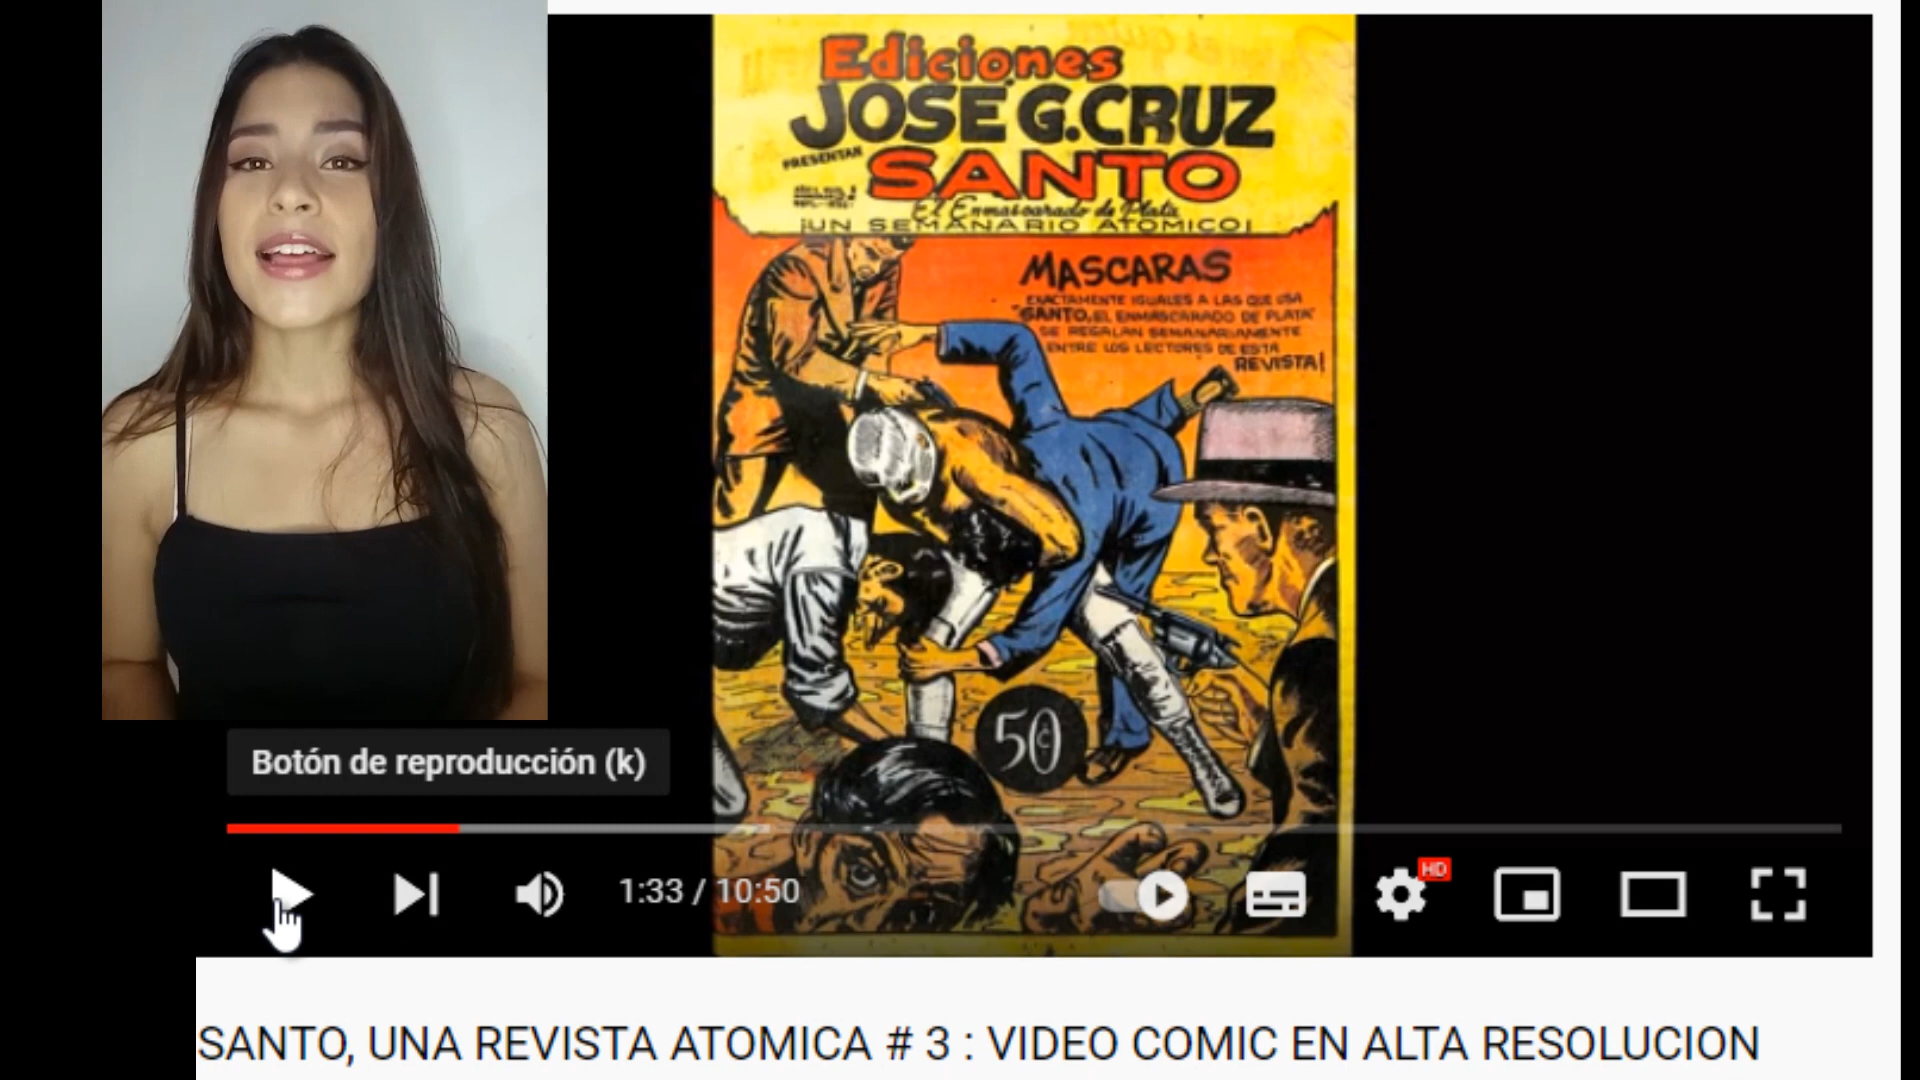 Ediciones
JOSE G. CRUZ
PRESENTAN
SANTO
El Enmascarado de Plata
¡UN SEMANARIO ATOMICO!
MASCARAS
EXACTAMENTE IGUALES A LAS QUE USA
"SANTO, EL ENMASCARADO DE PLATA"
SE REGALAN SEMANARIAMENTE
ENTRE LOS LECTORES DE ESTA
REVISTA!
50¢
Botón de reproducción (k)
1:33 / 10:50
HD
SANTO, UNA REVISTA ATOMICA # 3 : VIDEO COMIC EN ALTA RESOLUCION